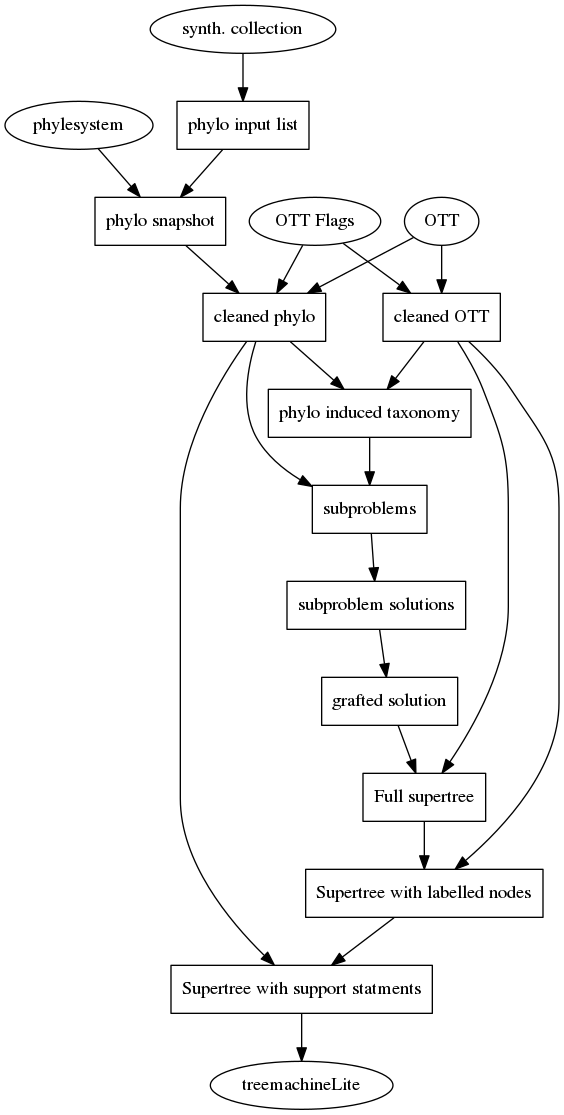 synth. collection
phylo input list
phylesystem
phylo snapshot
OTT Flags
OTT
cleaned phylo
cleaned OTT
phylo induced taxonomy
subproblems
subproblem solutions
grafted solution
Full supertree
Supertree with labelled nodes
Supertree with support statments
treemachineLite